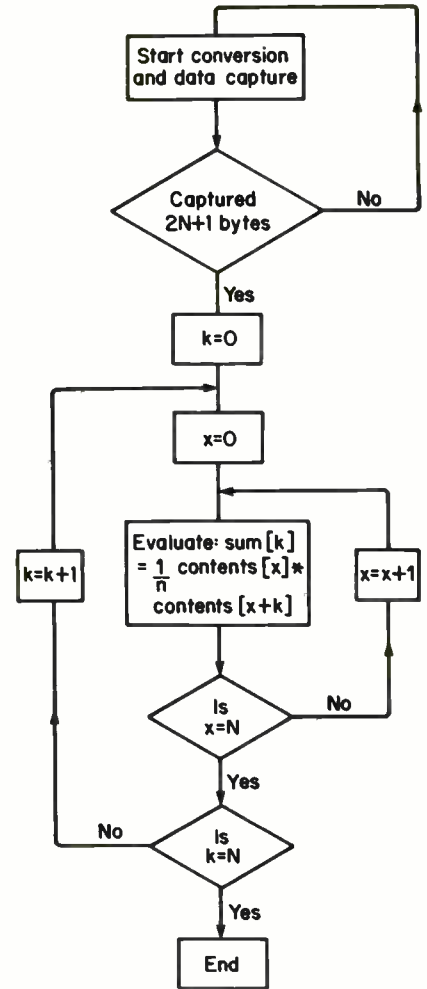 Start conversion
and data capture
Captured
2N+1 bytes
No
Yes
k=0
x=0
Evaluate: sum [k]
= 1/n contents [x]*
contents [x+k]
k=k+1
x=x+1
Is
x=N
No
Yes
Is
k=N
No
Yes
End